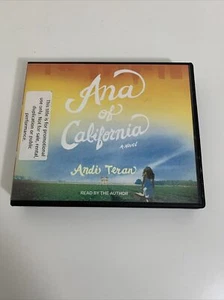 Ana
of
California
a novel
Andi Teran
READ BY THE AUTHOR
This title is for promotional
use only. Not for sale, rental,
duplication or public
performance.